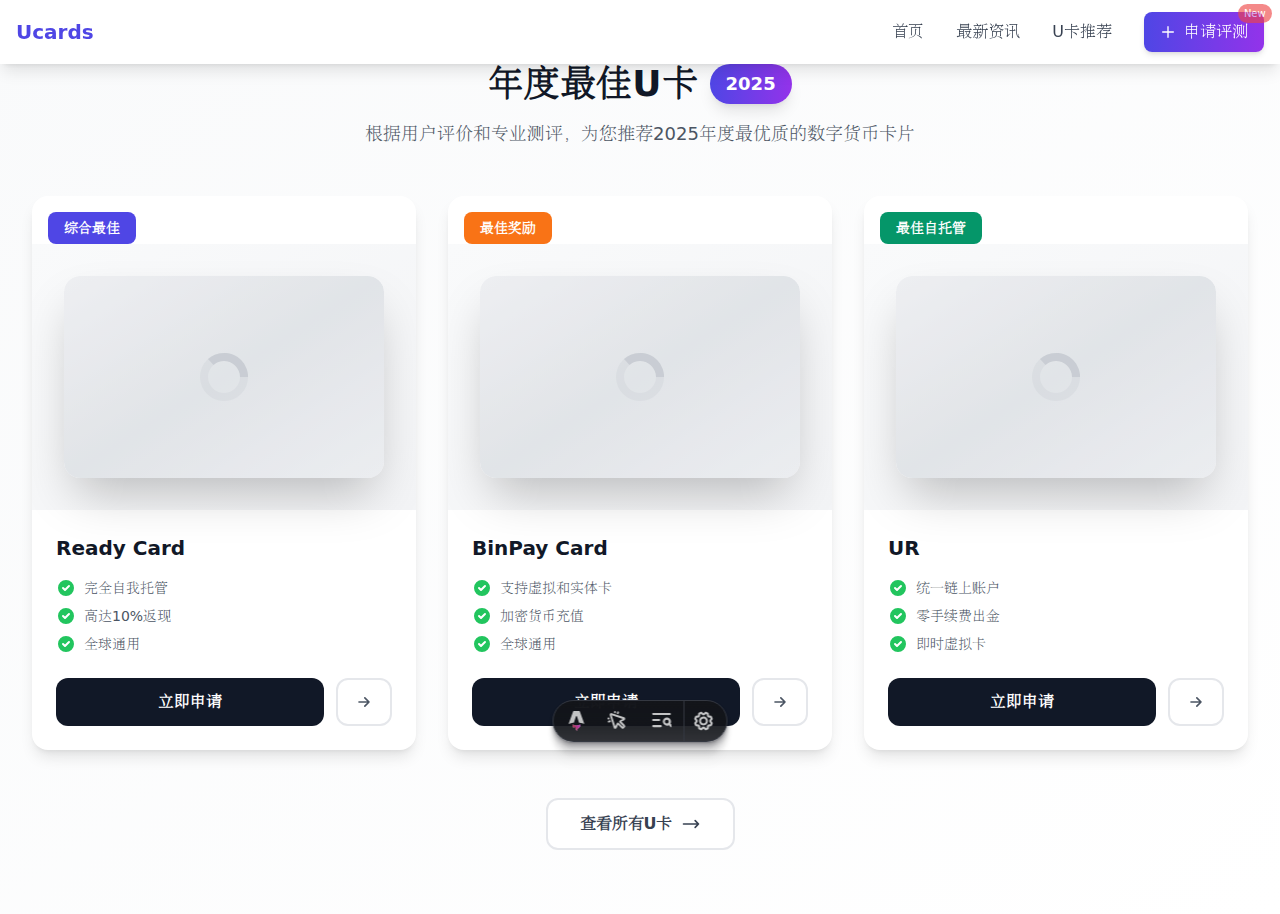 Ucards
首页
最新资讯
U卡推荐
申请评测
New
年度最佳U卡 2025
根据用户评价和专业测评，为您推荐2025年度最优质的数字货币卡片
综合最佳
Ready Card
完全自我托管
高达10%返现
全球通用
立即申请
最佳奖励
BinPay Card
支持虚拟和实体卡
加密货币充值
全球通用
立即申请
最佳自托管
UR
统一链上账户
零手续费出金
即时虚拟卡
立即申请
查看所有U卡